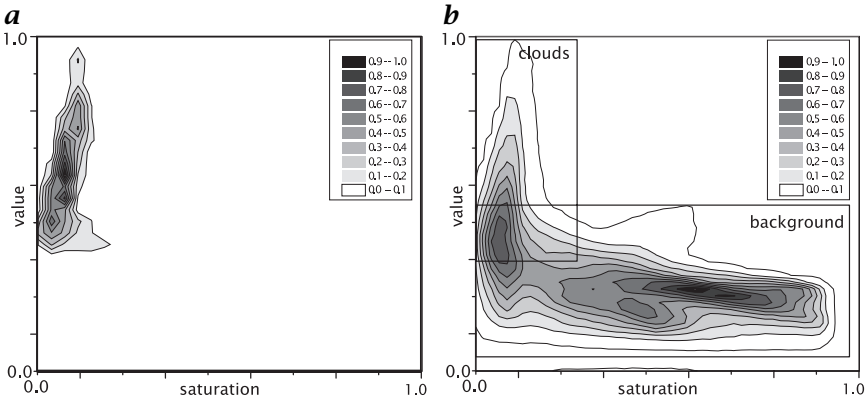 a
1.0
value
0.9 -- 1.0
0.8 -- 0.9
0.7 -- 0.8
0.6 -- 0.7
0.5 -- 0.6
0.4 -- 0.5
0.3 -- 0.4
0.2 -- 0.3
0.1 -- 0.2
0.0 -- 0.1
0.0
0.0
saturation
1.0
b
1.0
clouds
value
0.9 – 1.0
0.8 – 0.9
0.7 – 0.8
0.6 – 0.7
0.5 – 0.6
0.4 – 0.5
0.3 – 0.4
0.2 – 0.3
0.1 – 0.2
0.0 – 0.1
background
0.0
0.0
saturation
1.0